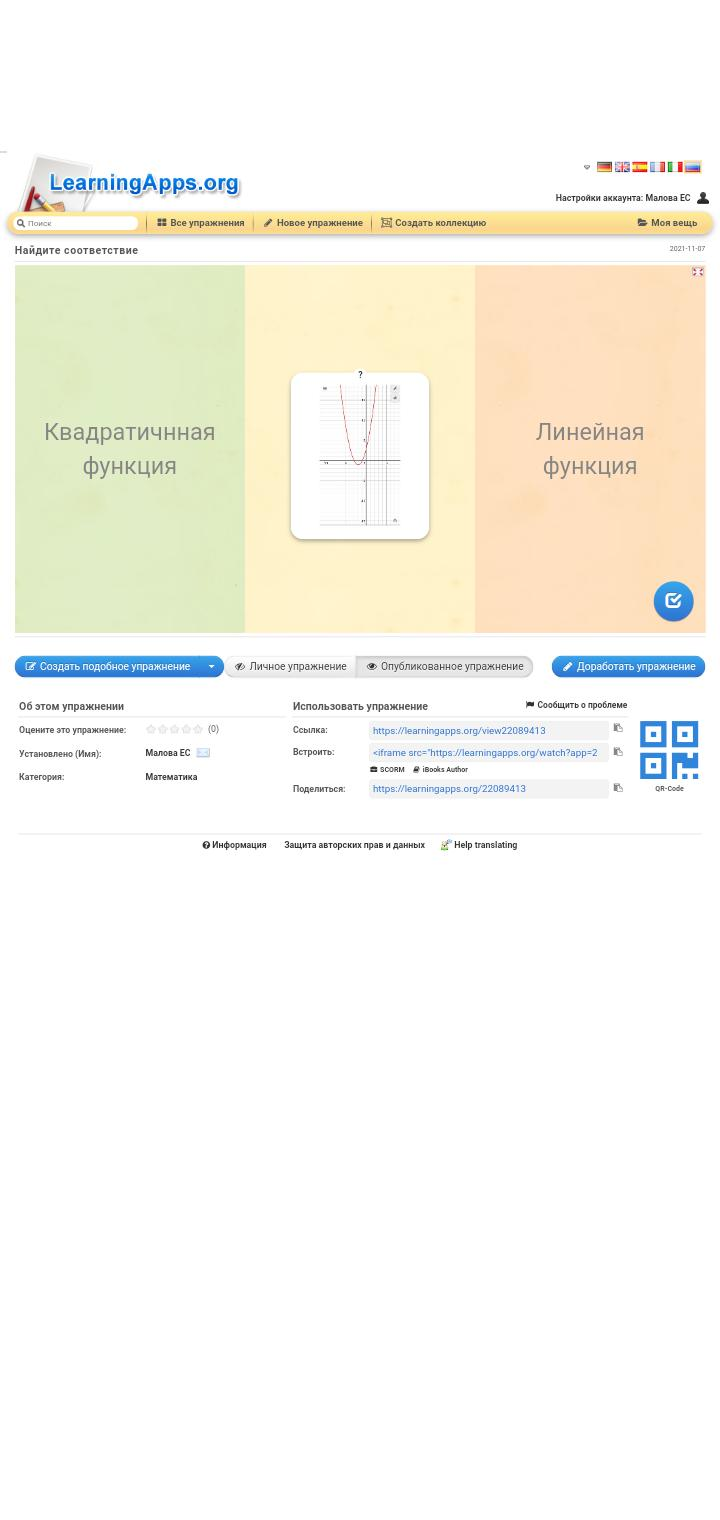 LearningApps.org
Настройки аккаунта: Малова ЕС
Поиск
Все упражнения
Новое упражнение
Создать коллекцию
Моя вещь
Найдите соответствие
2021-11-07
Квадратичнная
функция
?
Линейная
функция
Создать подобное упражнение
Личное упражнение
Опубликованное упражнение
Доработать упражнение
Об этом упражнении
Оцените это упражнение: (0)
Установлено (Имя): Малова ЕС
Категория: Математика
Использовать упражнение
Сообщить о проблеме
Ссылка: https://learningapps.org/view22089413
Встроить: <iframe src="https://learningapps.org/watch?app=2
SCORM iBooks Author
Поделиться: https://learningapps.org/22089413
QR-Code
Информация
Защита авторских прав и данных
Help translating